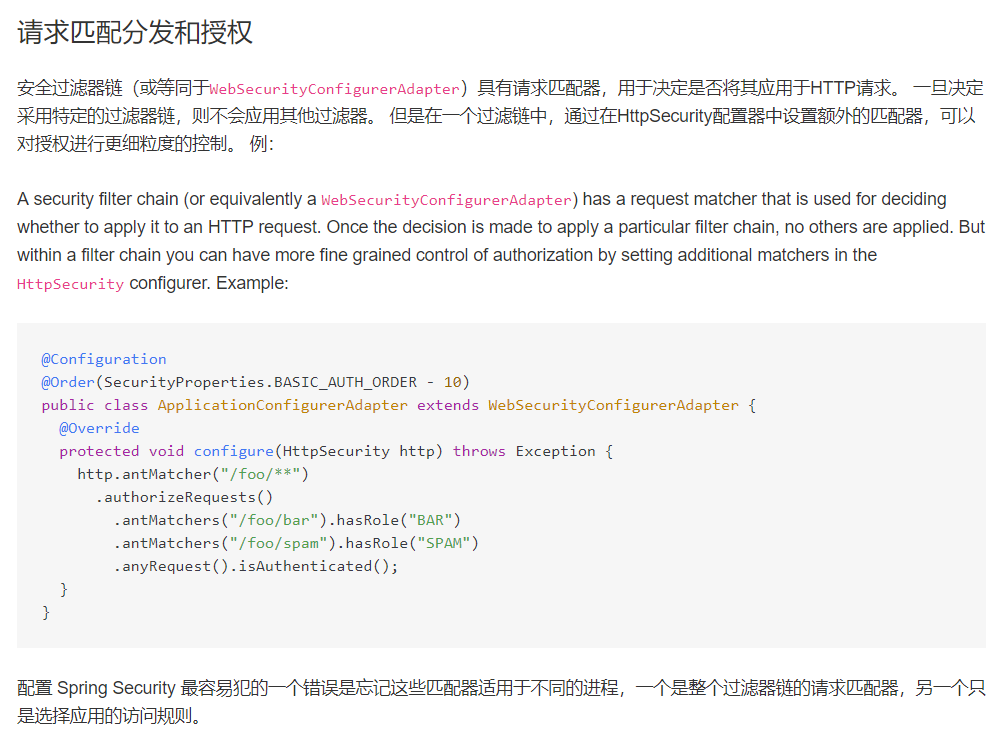 请求匹配分发和授权
安全过滤器链（或等同于WebSecurityConfigurerAdapter）具有请求匹配器，用于决定是否将其应用于HTTP请求。 一旦决定
采用特定的过滤器链，则不会应用其他过滤器。 但是在一个过滤链中，通过在HttpSecurity配置器中设置额外的匹配器，可以
对授权进行更细粒度的控制。 例：
A security filter chain (or equivalently a WebSecurityConfigurerAdapter) has a request matcher that is used for deciding
whether to apply it to an HTTP request. Once the decision is made to apply a particular filter chain, no others are applied. But
within a filter chain you can have more fine grained control of authorization by setting additional matchers in the
HttpSecurity configurer. Example:
@Configuration
@Order(SecurityProperties.BASIC_AUTH_ORDER - 10)
public class ApplicationConfigurerAdapter extends WebSecurityConfigurerAdapter {
  @Override
  protected void configure(HttpSecurity http) throws Exception {
    http.antMatcher("/foo/**")
      .authorizeRequests()
        .antMatchers("/foo/bar").hasRole("BAR")
        .antMatchers("/foo/spam").hasRole("SPAM")
        .anyRequest().isAuthenticated();
  }
}
配置 Spring Security 最容易犯的一个错误是忘记这些匹配器适用于不同的进程，一个是整个过滤器链的请求匹配器，另一个只
是选择应用的访问规则。